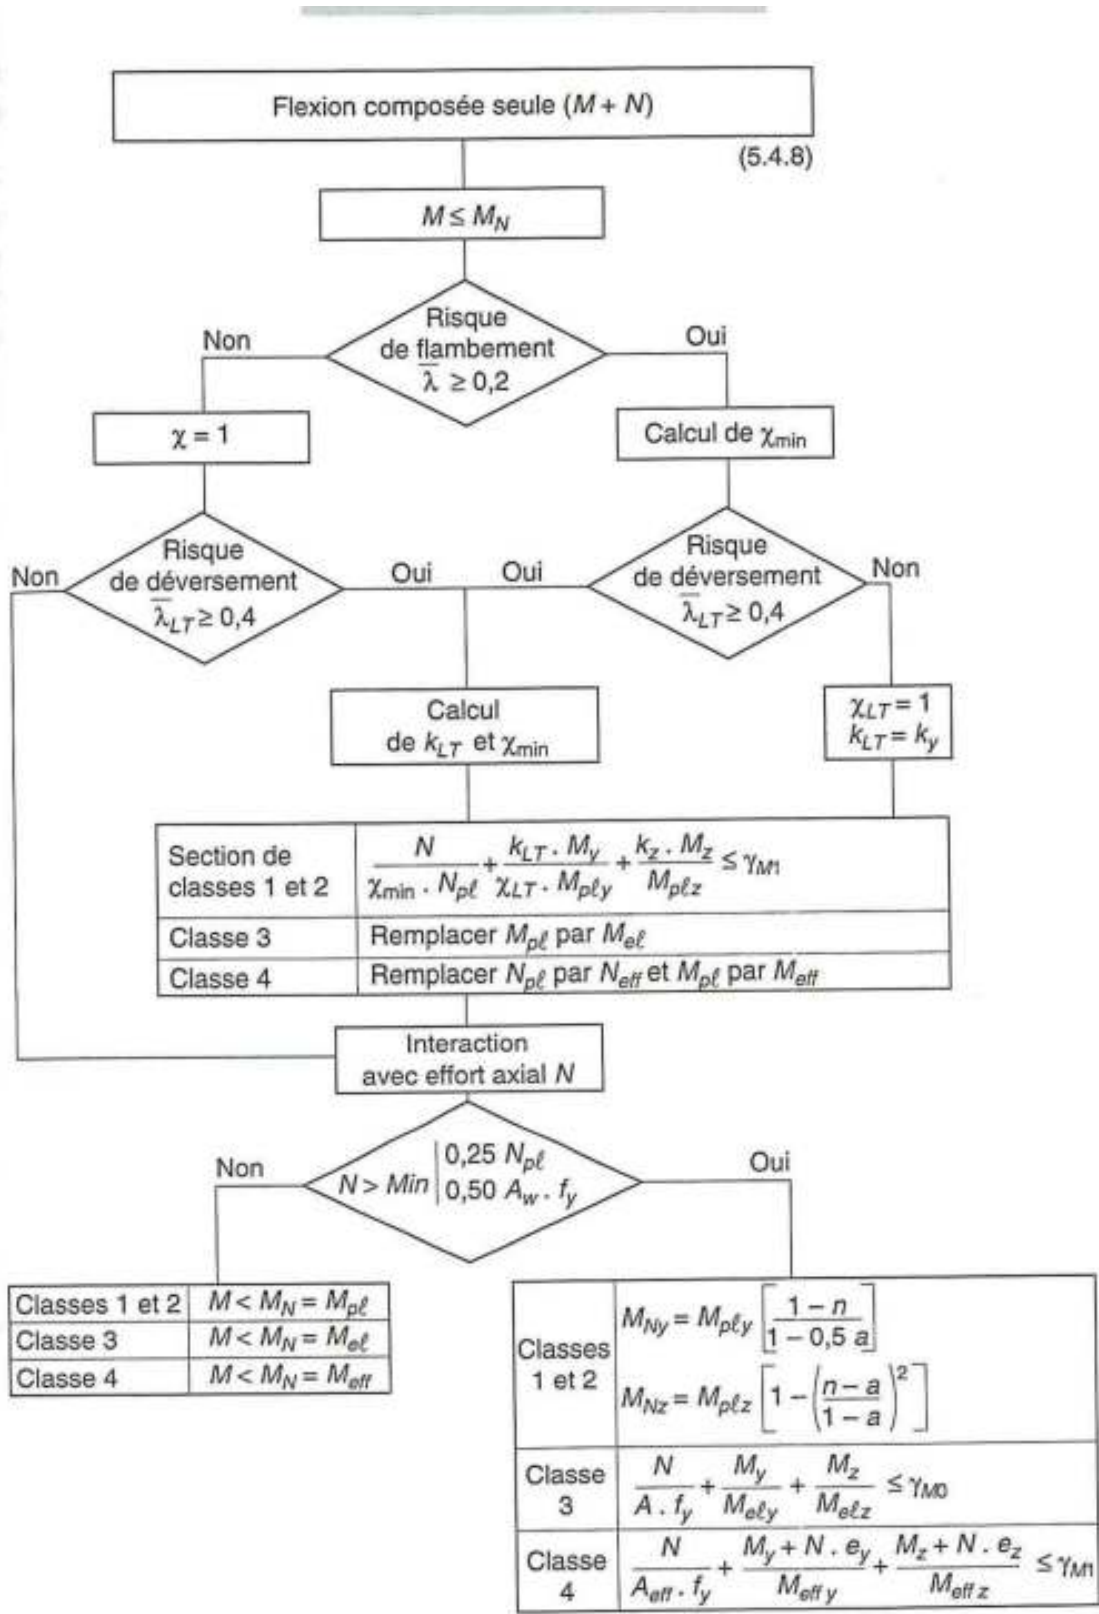 Flexion composée seule (M + N)
(5.4.8)
M ≤ M_N
Risque
de flambement
λ̅ ≥ 0,2
Non
Oui
χ = 1
Calcul de χ_min
Risque
de déversement
λ̅_LT ≥ 0,4
Non
Oui
Oui
Risque
de déversement
λ̅_LT ≥ 0,4
Non
Calcul
de k_LT et χ_min
χ_LT = 1
k_LT = k_y
Section de
classes 1 et 2
N / (χ_min . N_pℓ) + (k_LT . M_y) / (χ_LT . M_pℓy) + (k_z . M_z) / M_pℓz ≤ γ_M1
Classe 3
Remplacer M_pℓ par M_eℓ
Classe 4
Remplacer N_pℓ par N_eff et M_pℓ par M_eff
Interaction
avec effort axial N
N > Min | 0,25 N_pℓ
0,50 A_w . f_y
Non
Oui
Classes 1 et 2 M < M_N = M_pℓ
Classe 3 M < M_N = M_eℓ
Classe 4 M < M_N = M_eff
Classes
1 et 2
M_Ny = M_pℓy [(1 – n) / (1 – 0,5 a)]
M_Nz = M_pℓz [1 – ((n – a) / (1 – a))²]
Classe
3
N / (A . f_y) + M_y / M_eℓy + M_z / M_eℓz ≤ γ_M0
Classe
4
N / (A_eff . f_y) + (M_y + N . e_y) / M_eff y + (M_z + N . e_z) / M_eff z ≤ γ_M1